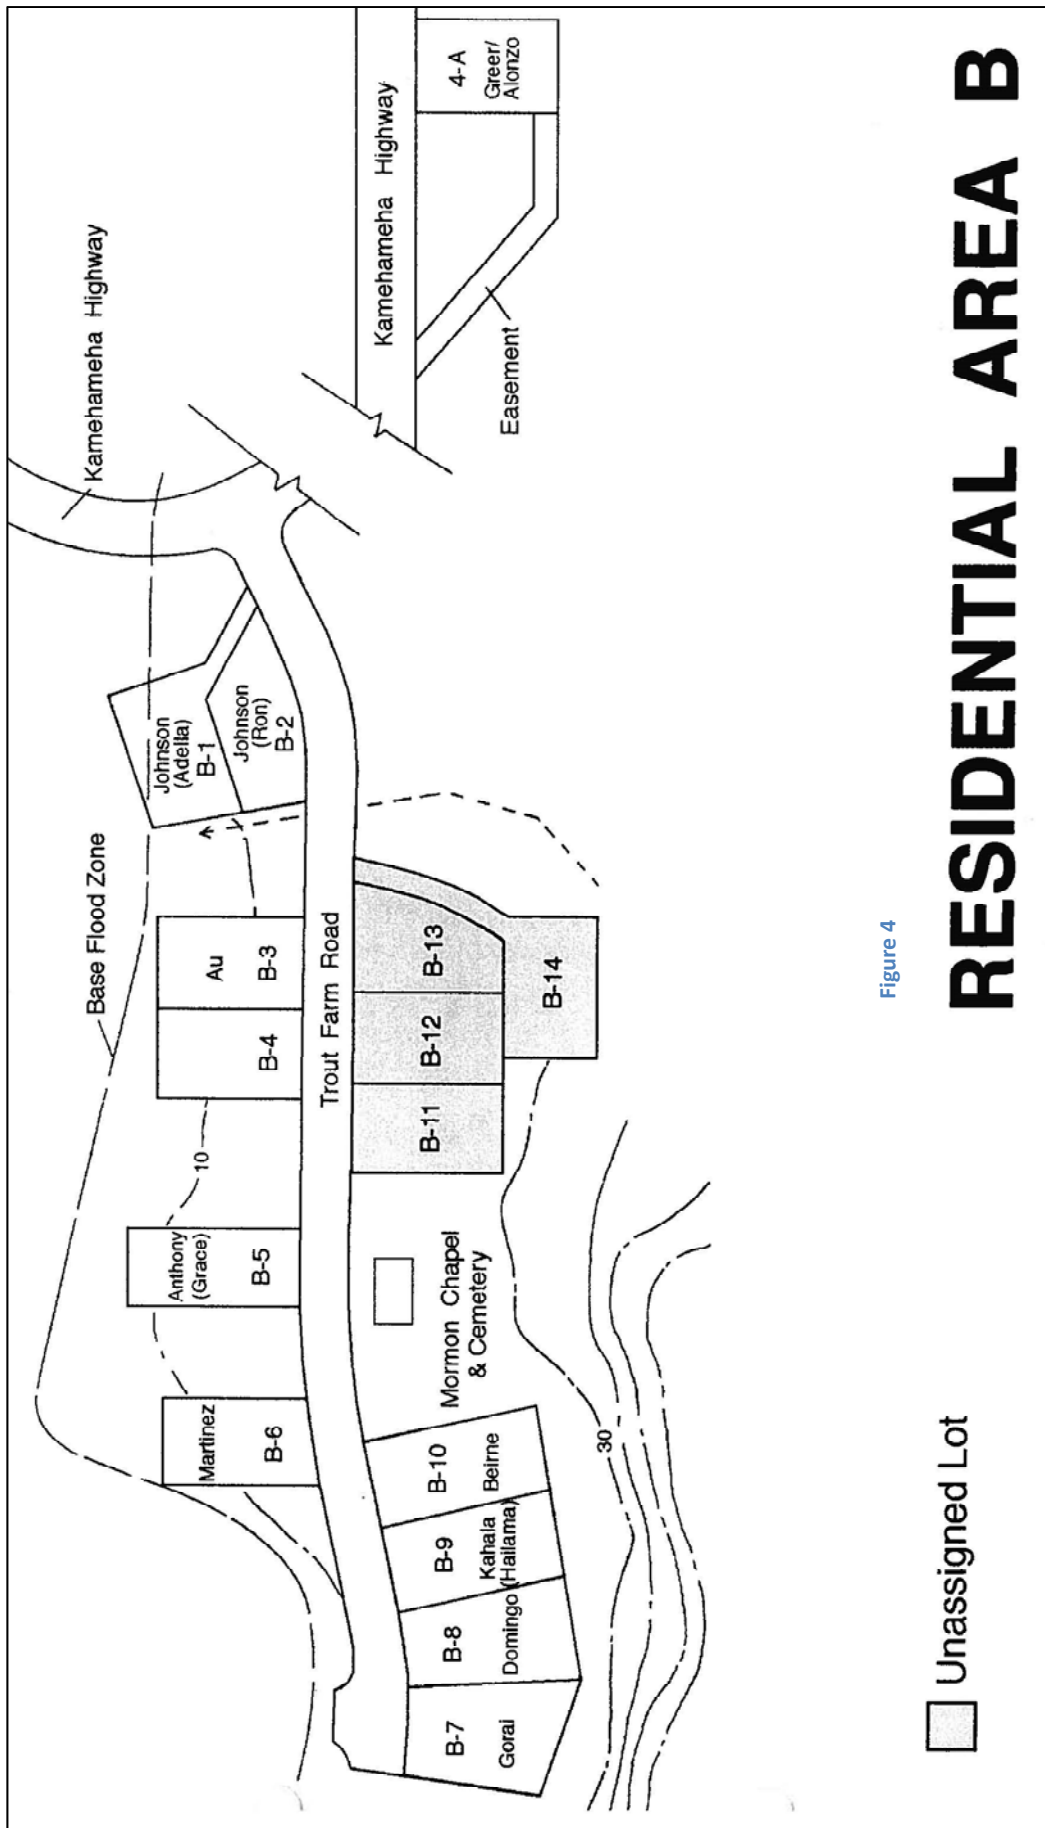 Kamehameha Highway
Kamehameha Highway
4-A
Greer/
Alonzo
Easement
Base Flood Zone
Johnson
(Adella)
B-1
Johnson
(Ron)
B-2
Au
B-3
B-4
10
Anthony
(Grace)
B-5
Martinez
B-6
Trout Farm Road
B-7
Gorai
B-8
Domingo
B-9
Kahala
(Hailama)
B-10
Beirne
Mormon Chapel
& Cemetery
B-11
B-12
B-13
B-14
30
Figure 4
Unassigned Lot
RESIDENTIAL AREA B